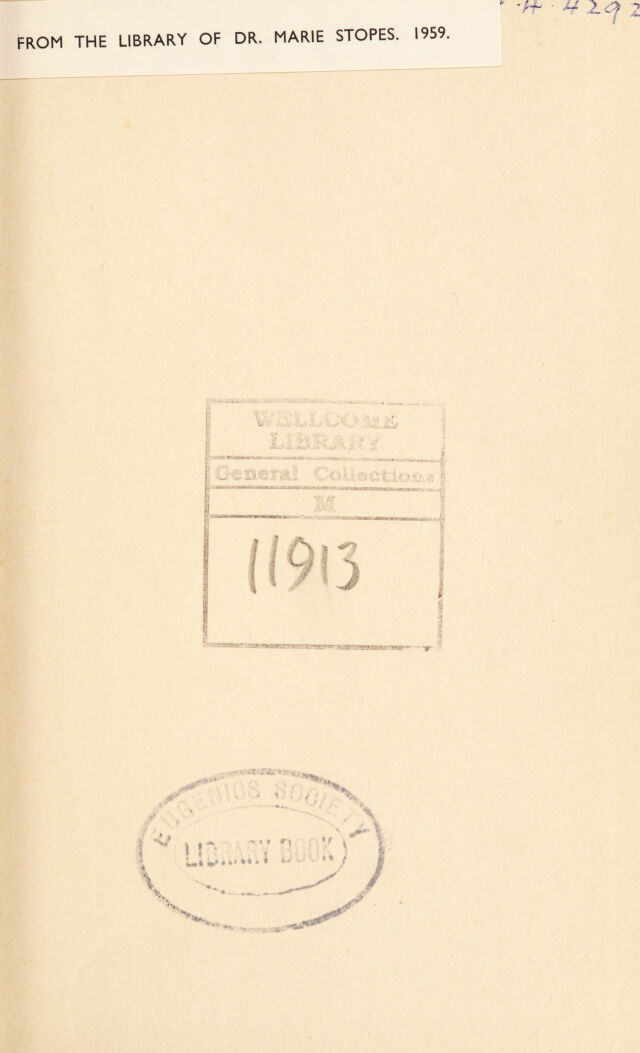 FROM THE LIBRARY OF DR. MARIE STOPES. 1959.
WELLCOME
LIBRARY
General Collections
M
11913
EUGENICS SOCIETY
LIBRARY BOOK